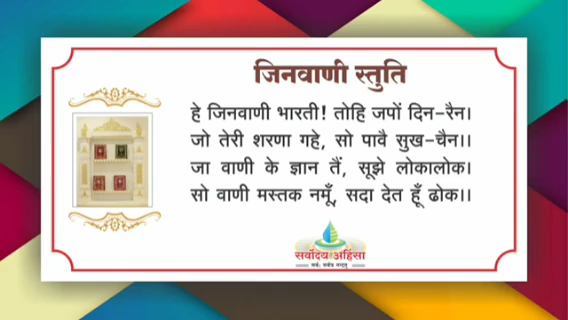 जिनवाणी स्तुति
हे जिनवाणी भारती! तोहि जपों दिन-रैन।
जो तेरी शरणा गहे, सो पावै सुख-चैन।।
जा वाणी के ज्ञान तैं, सूझे लोकालोक।
सो वाणी मस्तक नमूँ, सदा देत हूँ ढोक।।
सर्वोदय अहिंसा